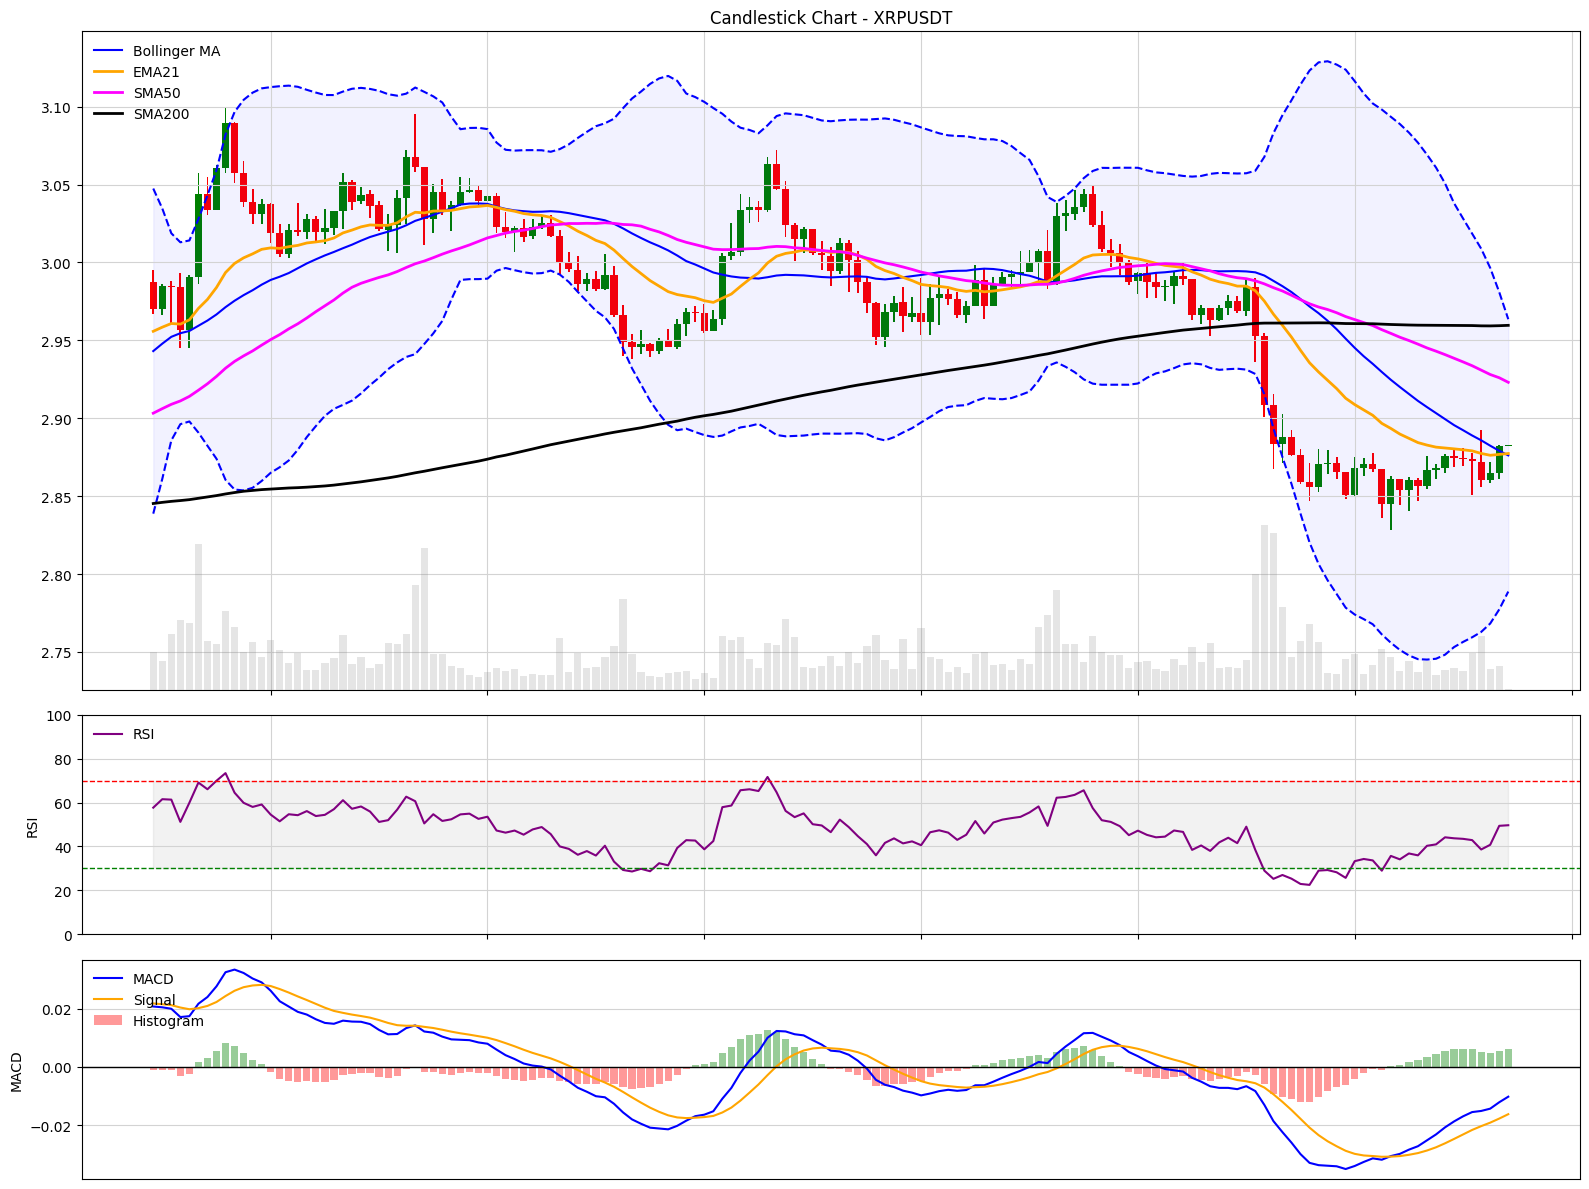 Candlestick Chart - XRPUSDT
Bollinger MA
EMA21
SMA50
SMA200
3.10
3.05
3.00
2.95
2.90
2.85
2.80
2.75
RSI
100
80
60
40
20
0
RSI
MACD
Signal
Histogram
0.02
0.00
−0.02
MACD